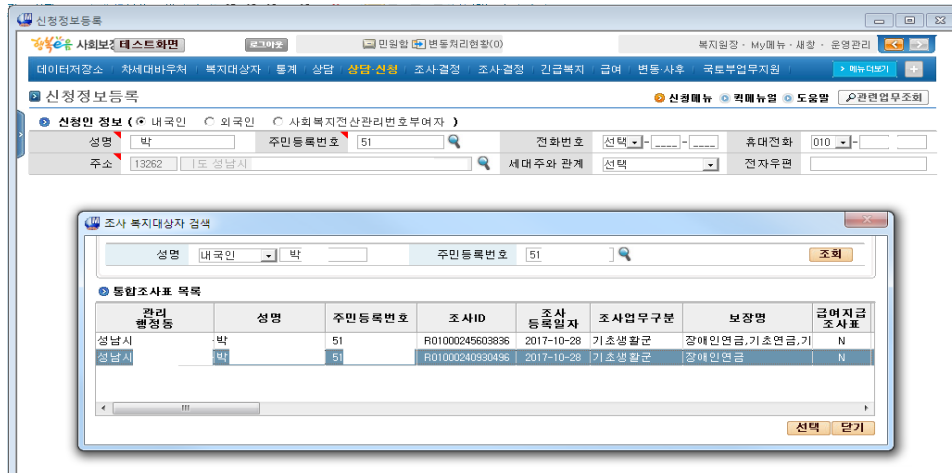 신청정보등록
행복e음 사회보장 테스트화면 로그아웃 민원함 변동처리현황(0) 복지원장 · My메뉴 · 새창 · 운영관리
데이터저장소 차세대바우처 복지대상자 통계 상담 상담·신청 조사결정 조사결정 긴급복지 급여 변동·사후 국토부업무지원 > 메뉴더보기 +
신청정보등록 신청메뉴 퀵메뉴얼 도움말 관련업무조회
신청인 정보 ( 내국인 외국인 사회복지전산관리번호부여자 )
성명 박 주민등록번호 51 전화번호 선택 - ____ - ____ 휴대전화 010 - -
주소 13262 도 성남시 세대주와 관계 선택 전자우편
조사 복지대상자 검색
성명 내국인 박 주민등록번호 51 조회
통합조사표 목록
관리행정동 성명 주민등록번호 조사ID 조사등록일자 조사업무구분 보장명 급여지급조사표
성남시 박 51 R01000245603836 2017-10-28 기초생활군 장애인연금,기초연금,기 N
성남시 박 51 R01000240930496 2017-10-28 기초생활군 장애인연금 N
선택 닫기